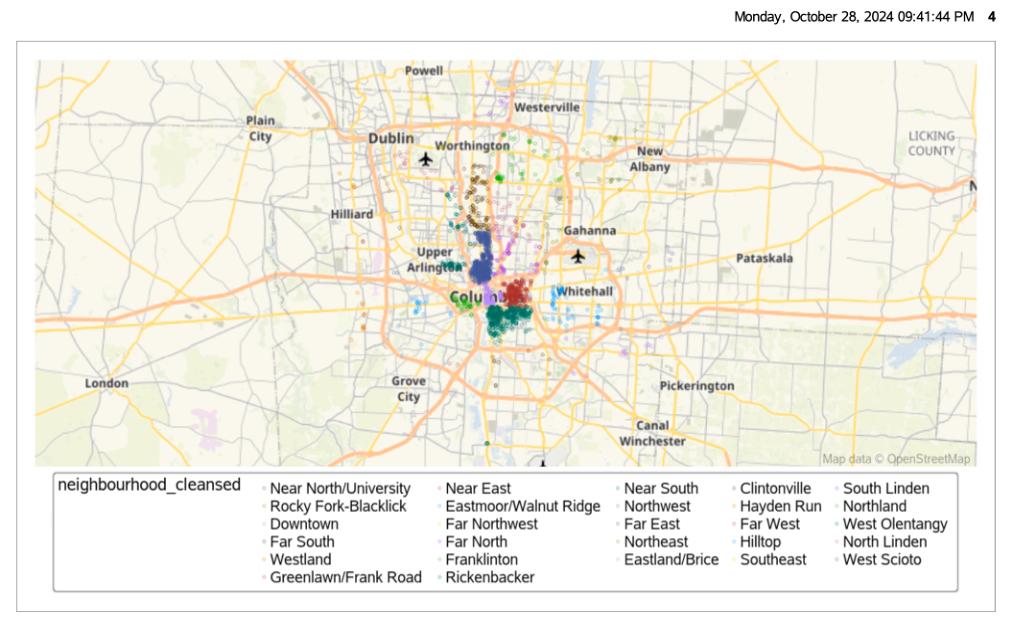 Monday, October 28, 2024 09:41:44 PM 4
Powell
Westerville
Plain
City
Dublin
Worthington
New
Albany
LICKING
COUNTY
N
Hilliard
Gahanna
Upper
Arlington
Pataskala
Whitehall
London
Grove
City
Pickerington
Canal
Winchester
Map data © OpenStreetMap
neighbourhood_cleansed
Near North/University
Near East
Near South
Clintonville
South Linden
Rocky Fork-Blacklick
Eastmoor/Walnut Ridge
Northwest
Hayden Run
Northland
Downtown
Far Northwest
Far East
Far West
West Olentangy
Far South
Far North
Northeast
Hilltop
North Linden
Westland
Franklinton
Eastland/Brice
Southeast
West Scioto
Greenlawn/Frank Road
Rickenbacker